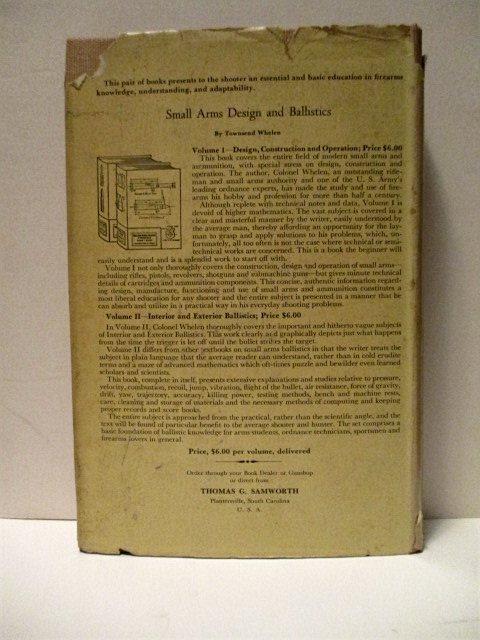 This pair of books presents to the shooter an essential and basic education in firearms
knowledge, understanding, and adaptability.
Small Arms Design and Ballistics
By Townsend Whelen
Volume I—Design, Construction and Operation; Price $6.00
This book covers the entire field of modern small arms and
ammunition, with special stress on design, construction and
operation. The author, Colonel Whelen, an outstanding rifle-
man and small arms authority and one of the U. S. Army's
leading ordnance experts, has made the study and use of fire-
arms his hobby and profession for more than half a century.
Although replete with technical notes and data, Volume I is
devoid of higher mathematics. The vast subject is covered in a
clear and masterful manner by the writer, easily understood by
the average man, thereby affording an opportunity for the lay-
man to grasp and apply solutions to his problems, which, un-
fortunately, all too often is not the case where technical or semi-
technical works are concerned. This is a book the beginner will
easily understand and is a splendid work to start off with.
Volume I not only thoroughly covers the construction, design and operation of small arms—
including rifles, pistols, revolvers, shotguns and submachine guns—but gives minute technical
details of cartridges and ammunition components. This concise, authentic information regard-
ing design, manufacture, functioning and use of small arms and ammunition constitutes a
most liberal education for any shooter and the entire subject is presented in a manner that he
can absorb and utilize in a practical way in his everyday shooting problems.
Volume II—Interior and Exterior Ballistics; Price $6.00
In Volume II, Colonel Whelen thoroughly covers the important and hitherto vague subjects
of Interior and Exterior Ballistics. This work clearly and graphically depicts just what happens
from the time the trigger is let off until the bullet strikes the target.
Volume II differs from other textbooks on small arms ballistics in that the writer treats the
subject in plain language that the average reader can understand, rather than in cold erudite
terms and a maze of advanced mathematics which oft-times puzzle and bewilder even learned
scholars and scientists.
This book, complete in itself, presents extensive explanations and studies relative to pressure,
velocity, combustion, recoil, jump, vibration, flight of the bullet, air resistance, force of gravity,
drift, yaw, trajectory, accuracy, killing power, testing methods, bench and machine rests,
care, cleaning and storage of materials and the necessary methods of computing and keeping
proper records and score books.
The entire subject is approached from the practical, rather than the scientific angle, and the
text will be found of particular benefit to the average shooter and hunter. The set comprises a
basic foundation of ballistic knowledge for arms students, ordnance technicians, sportsmen and
firearms lovers in general.
Price, $6.00 per volume, delivered
Order through your Book Dealer or Gunshop
or direct from
THOMAS G. SAMWORTH
Plantersville, South Carolina
U. S. A.